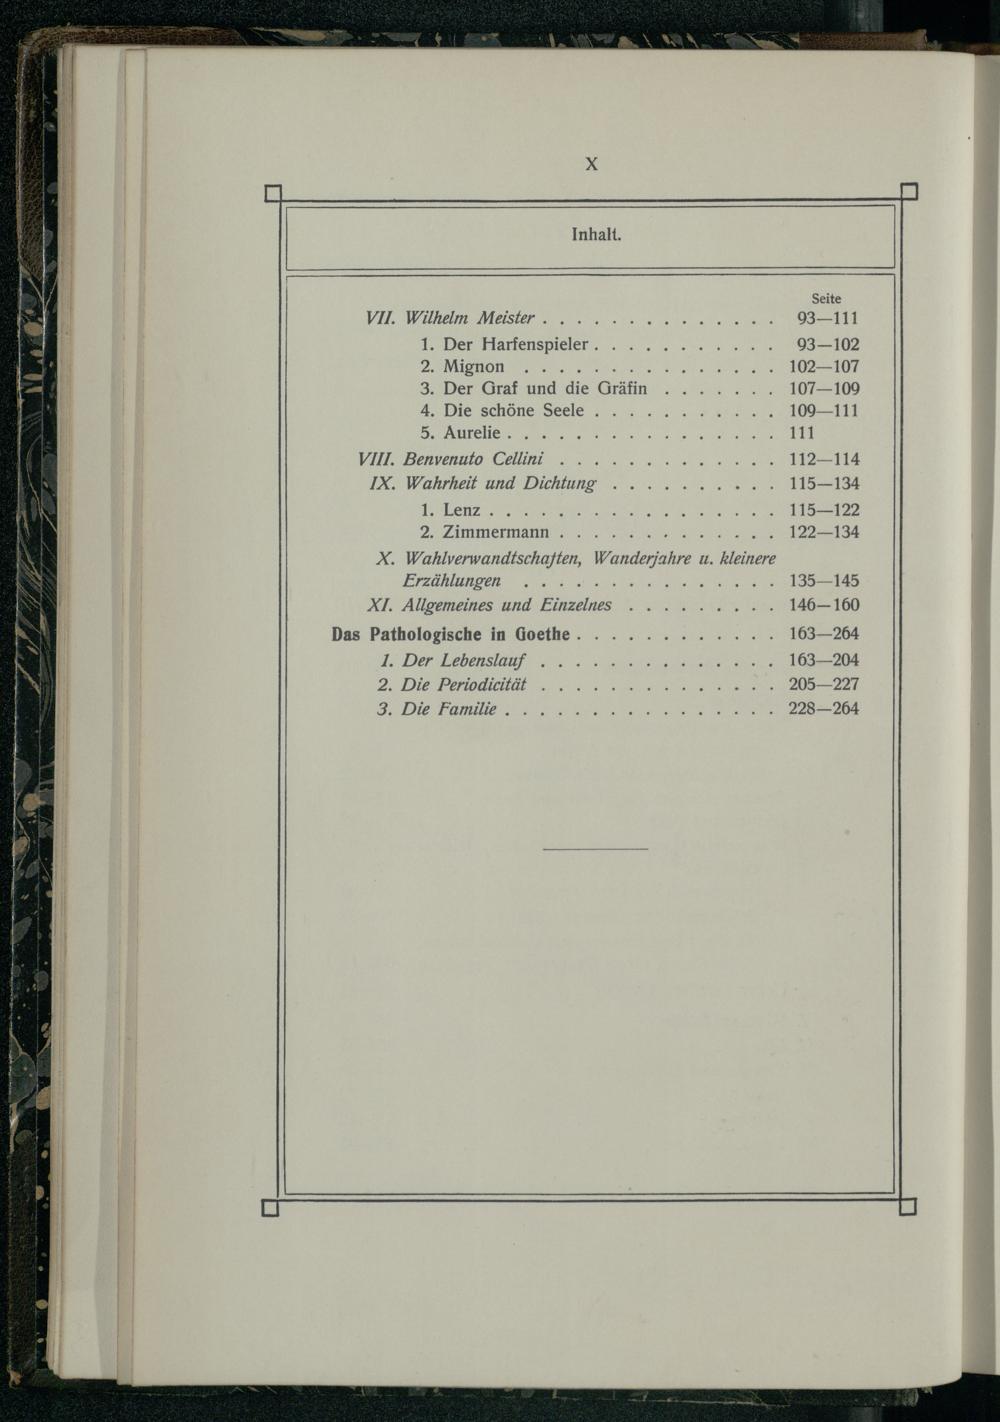 X
Inhalt.
Seite
VII. Wilhelm Meister . . . . . . . . . . . . . . 93—111
1. Der Harfenspieler . . . . . . . . . . . 93—102
2. Mignon . . . . . . . . . . . . . . . 102—107
3. Der Graf und die Gräfin . . . . . . . 107—109
4. Die schöne Seele . . . . . . . . . . . 109—111
5. Aurelie . . . . . . . . . . . . . . . . 111
VIII. Benvenuto Cellini . . . . . . . . . . . . . 112—114
IX. Wahrheit und Dichtung . . . . . . . . . . 115—134
1. Lenz . . . . . . . . . . . . . . . . . 115—122
2. Zimmermann . . . . . . . . . . . . . 122—134
X. Wahlverwandtschaften, Wanderjahre u. kleinere
Erzählungen . . . . . . . . . . . . . . . 135—145
XI. Allgemeines und Einzelnes . . . . . . . . . 146—160
Das Pathologische in Goethe . . . . . . . . . . . . 163—264
1. Der Lebenslauf . . . . . . . . . . . . . . 163—204
2. Die Periodicität . . . . . . . . . . . . . . 205—227
3. Die Familie . . . . . . . . . . . . . . . . 228—264